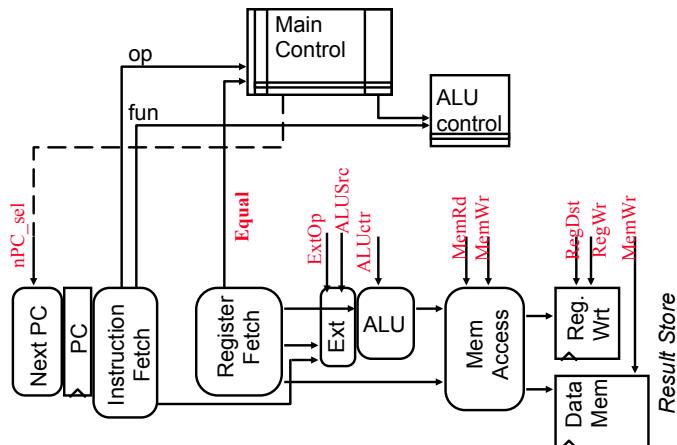 Main
Control
op
ALU
control
fun
nPC_sel
Equal
ExtOp
ALUSrc
ALUctr
MemRd
MemWr
RegDst
RegWr
MemWr
Next PC
PC
Instruction
Fetch
Register
Fetch
Ext
ALU
Mem
Access
Reg.
Wrt
Data
Mem
Result Store